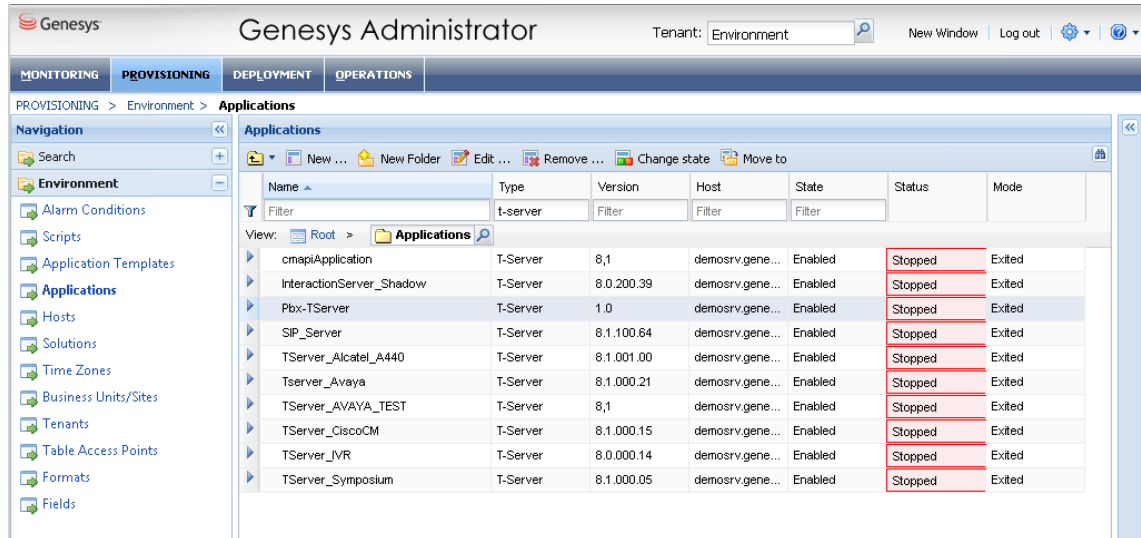 Genesys
Genesys Administrator
Tenant: Environment
New Window | Log out
MONITORING PROVISIONING DEPLOYMENT OPERATIONS
PROVISIONING > Environment > Applications
Navigation
Applications
Search
New ... New Folder Edit ... Remove ... Change state Move to
Environment
Name Type Version Host State Status Mode
Alarm Conditions
Filter t-server Filter Filter Filter
Scripts
View: Root > Applications
Application Templates
cmapiApplication T-Server 8,1 demosrv.gene... Enabled Stopped Exited
Applications
InteractionServer_Shadow T-Server 8.0.200.39 demosrv.gene... Enabled Stopped Exited
Hosts
Pbx-TServer T-Server 1.0 demosrv.gene... Enabled Stopped Exited
Solutions
SIP_Server T-Server 8.1.100.64 demosrv.gene... Enabled Stopped Exited
Time Zones
TServer_Alcatel_A440 T-Server 8.1.001.00 demosrv.gene... Enabled Stopped Exited
Tserver_Avaya T-Server 8.1.000.21 demosrv.gene... Enabled Stopped Exited
Business Units/Sites
TServer_AVAYA_TEST T-Server 8,1 demosrv.gene... Enabled Stopped Exited
Tenants
TServer_CiscoCM T-Server 8.1.000.15 demosrv.gene... Enabled Stopped Exited
Table Access Points
TServer_IVR T-Server 8.0.000.14 demosrv.gene... Enabled Stopped Exited
Formats
TServer_Symposium T-Server 8.1.000.05 demosrv.gene... Enabled Stopped Exited
Fields